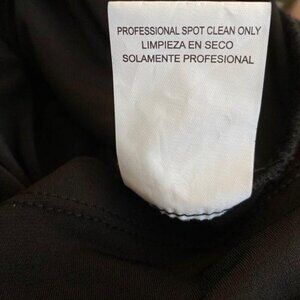 PROFESSIONAL SPOT CLEAN ONLY
LIMPIEZA EN SECO
SOLAMENTE PROFESIONAL